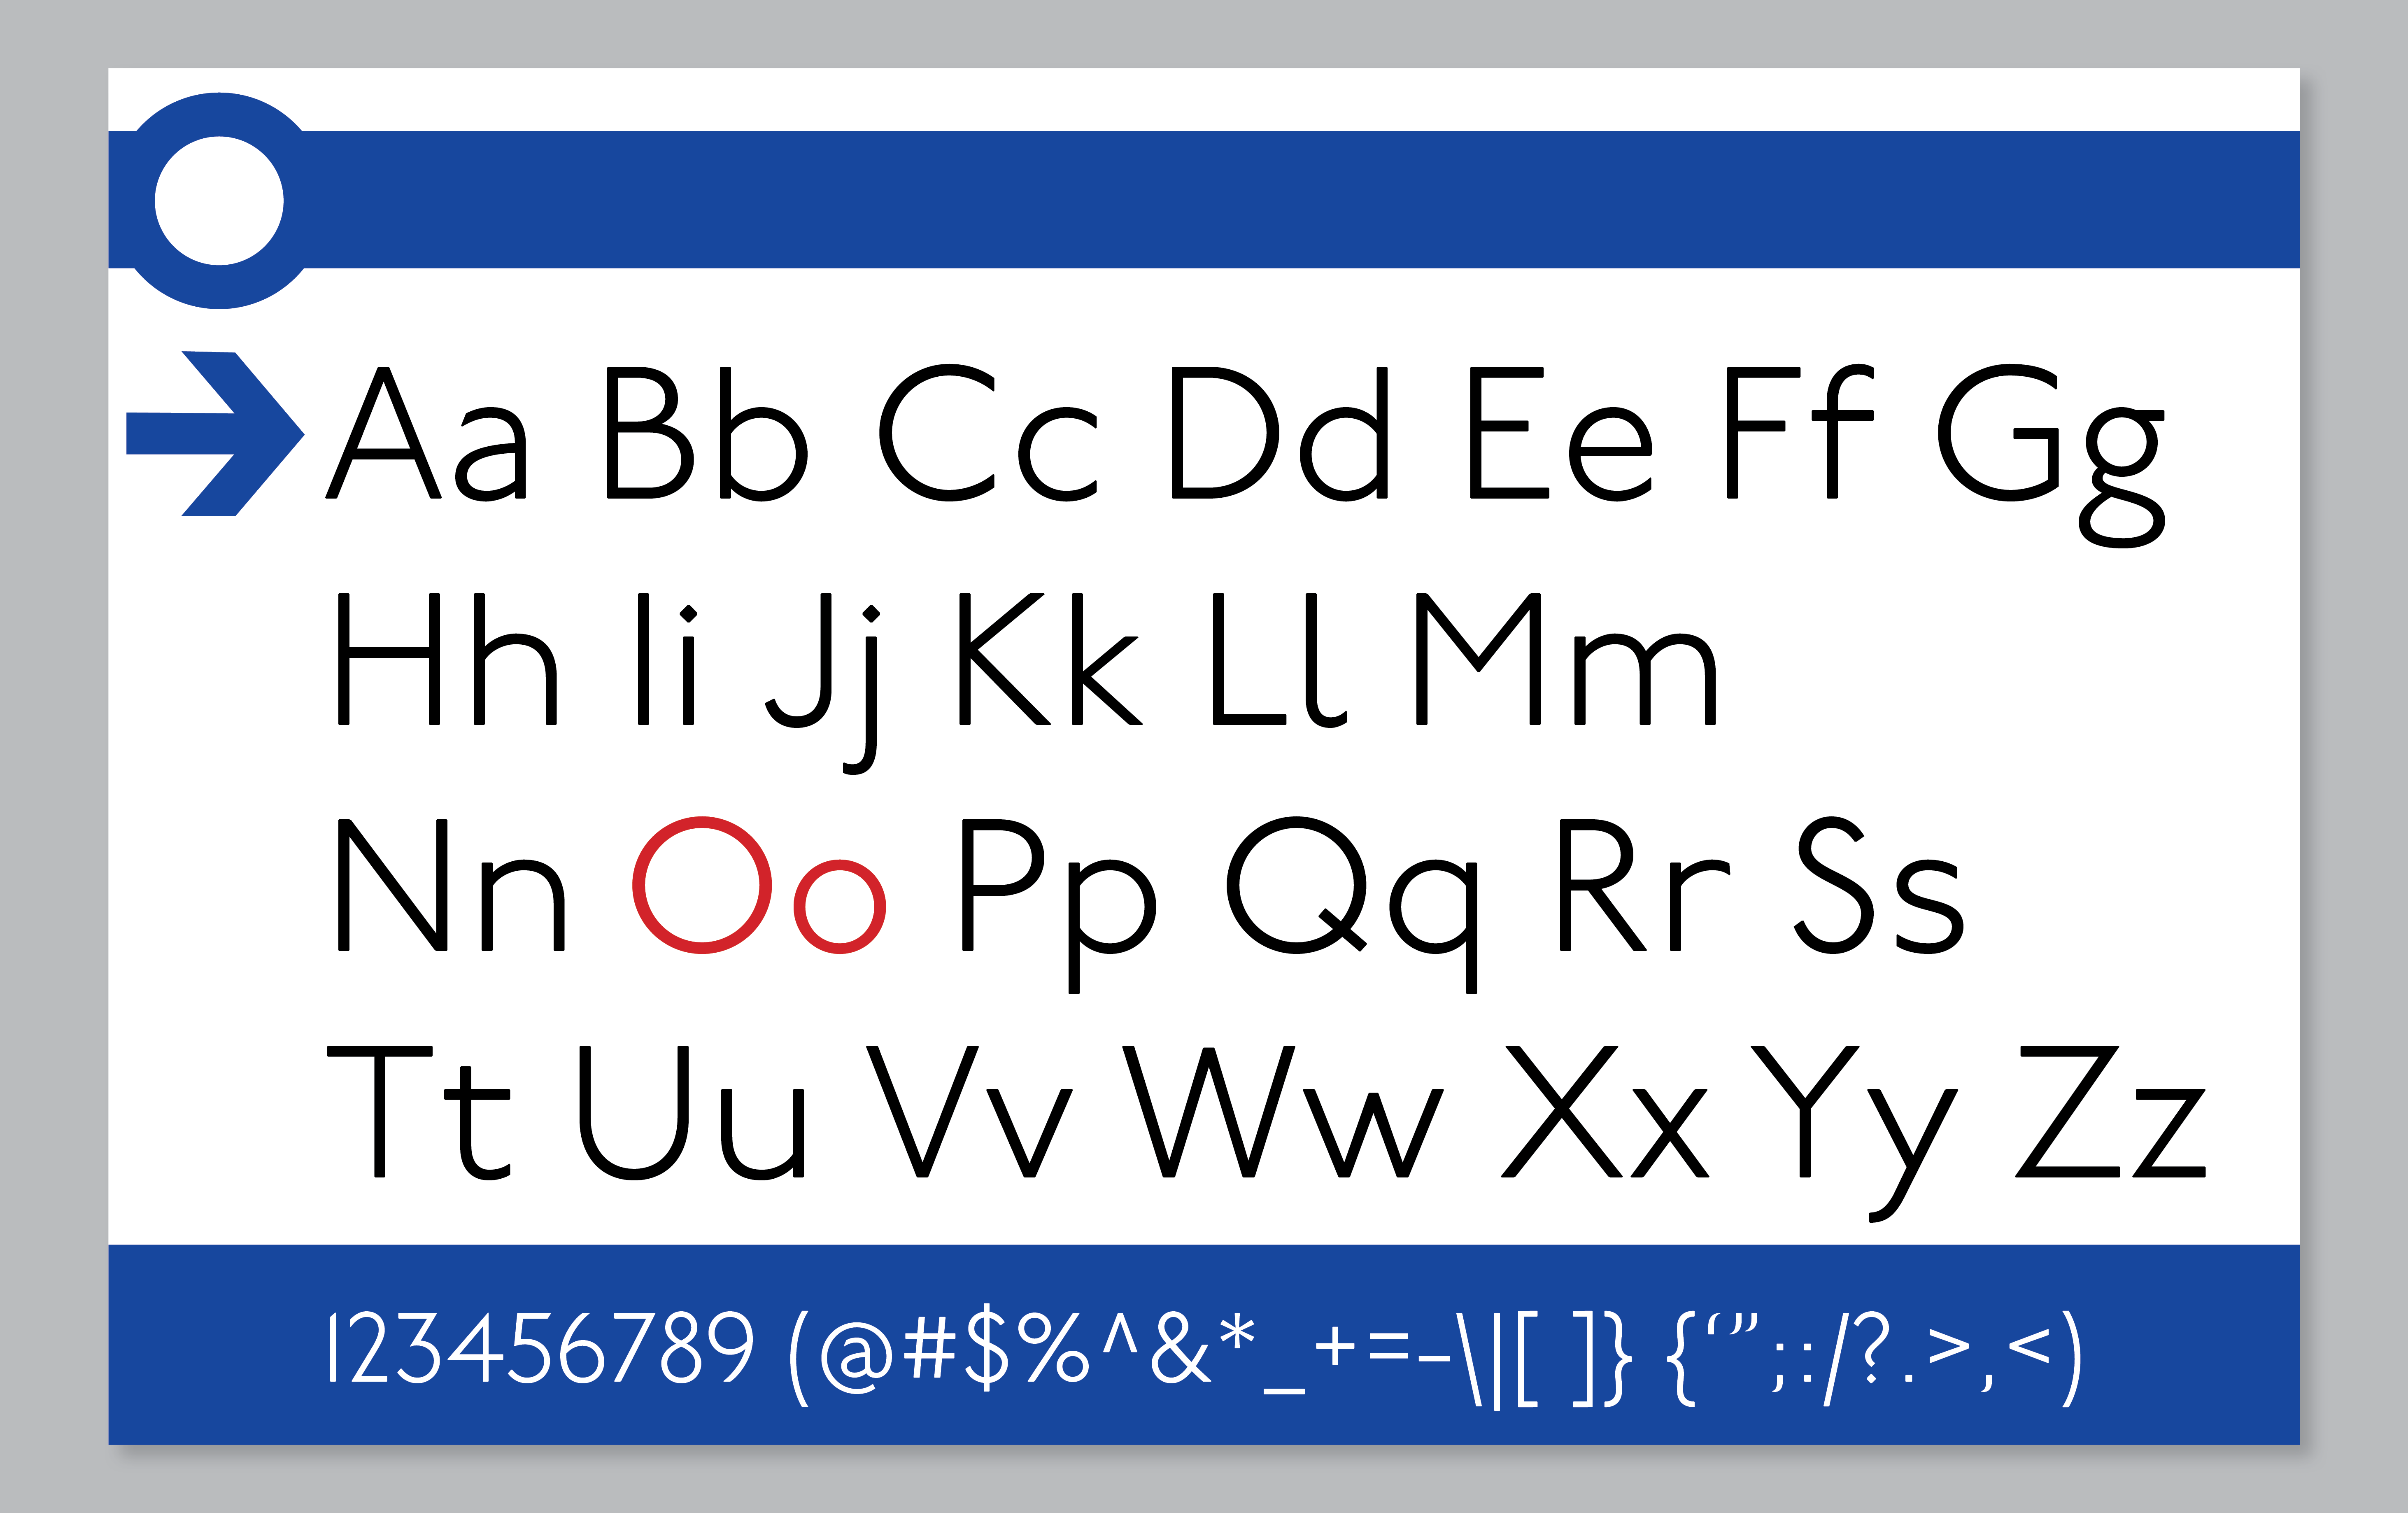 Aa Bb Cc Dd Ee Ff Gg
Hh Ii Jj Kk Ll Mm
Nn Oo Pp Qq Rr Ss
Tt Uu Vv Ww Xx Yy Zz
123456789 (@#$%^&*_+=–\|[ ]} {‘’”;:/?.>,<)